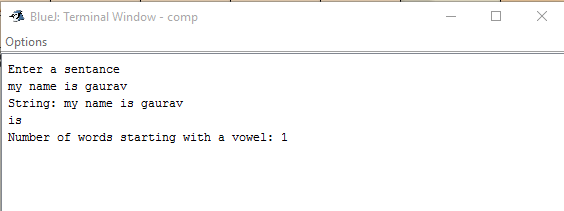 BlueJ: Terminal Window - comp
Options
Enter a sentence
my name is gaurav
String: my name is gaurav
is
Number of words starting with a vowel: 1